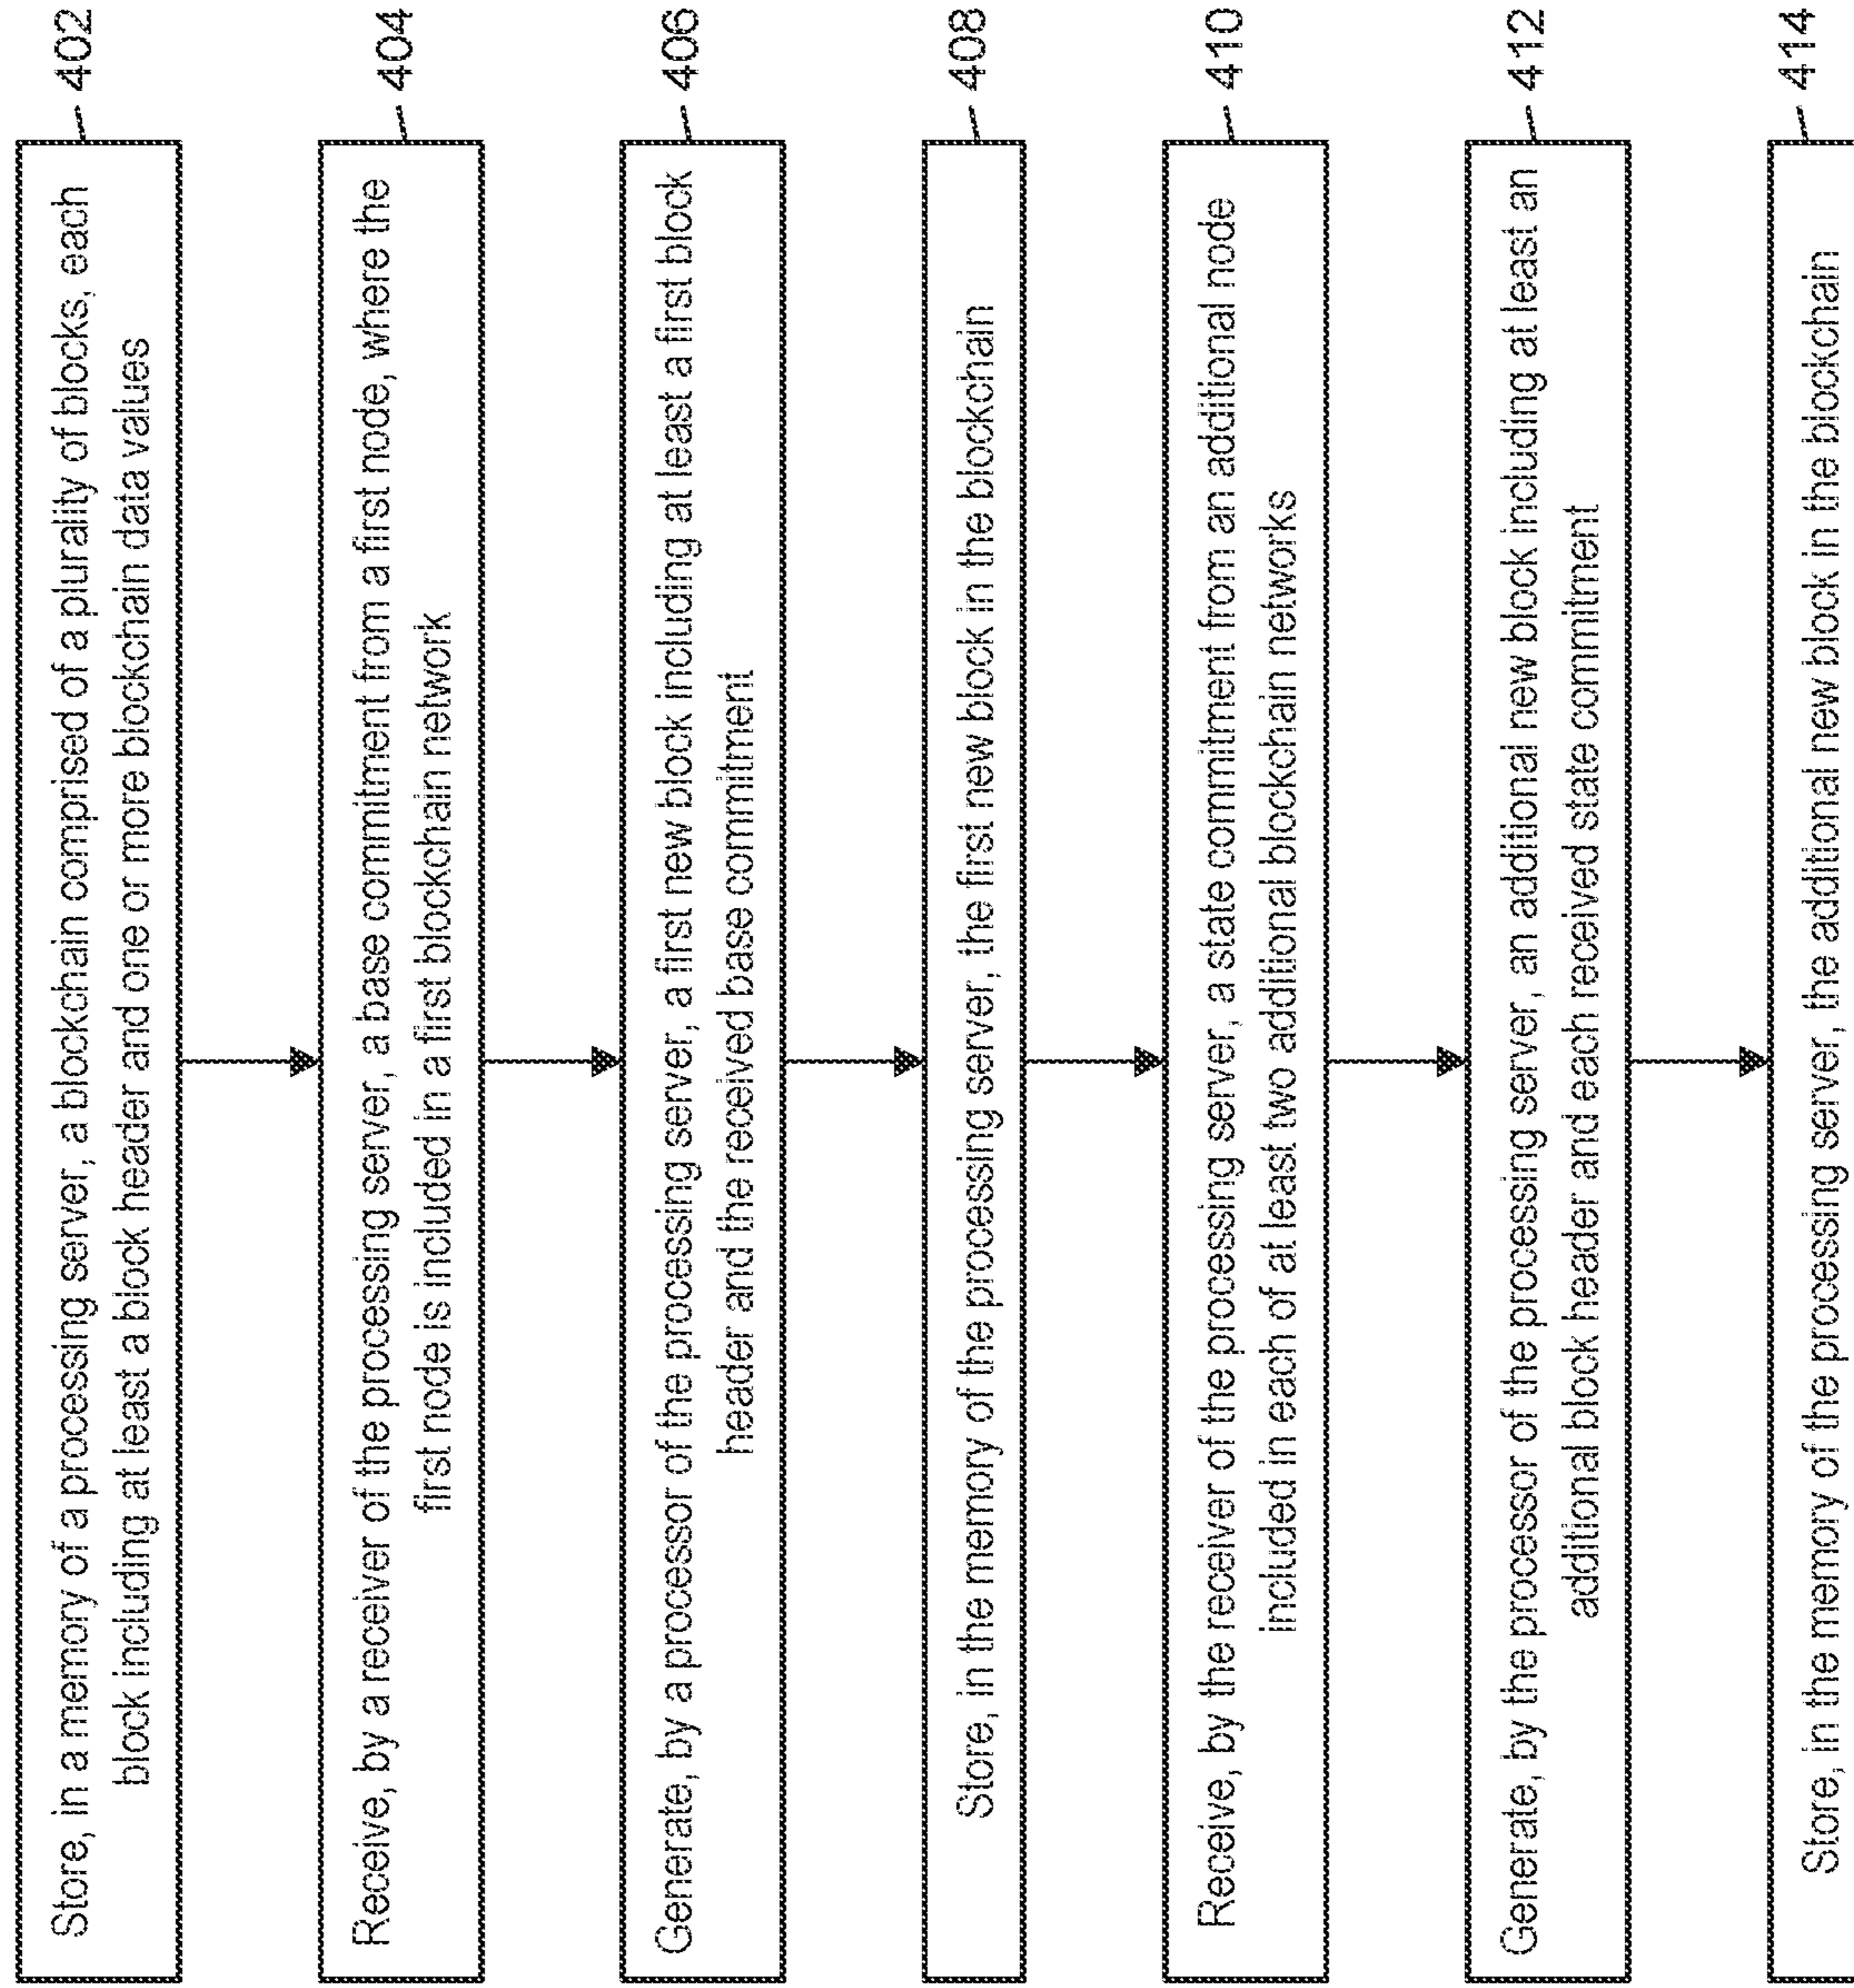 Store, in a memory of a processing server, a blockchain comprised of a plurality of blocks, each
block including at least a block header and one or more blockchain data values
402
Receive, by a receiver of the processing server, a base commitment from a first node, where the
first node is included in a first blockchain network
404
Generate, by a processor of the processing server, a first new block including at least a first block
header and the received base commitment
406
Store, in the memory of the processing server, the first new block in the blockchain
408
Receive, by the receiver of the processing server, a state commitment from an additional node
included in each of at least two additional blockchain networks
410
Generate, by the processor of the processing server, an additional new block including at least an
additional block header and each received state commitment
412
Store, in the memory of the processing server, the additional new block in the blockchain
414